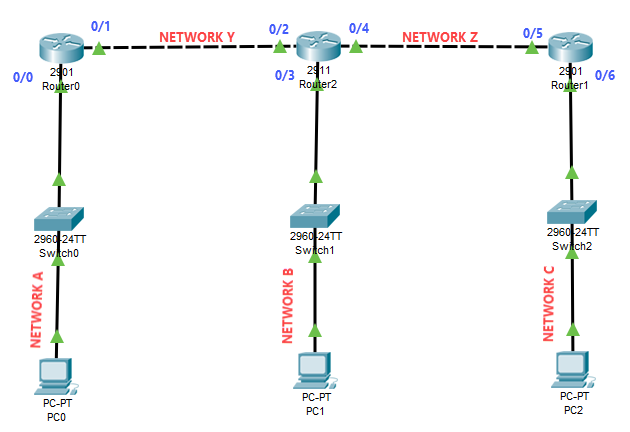 0/1
NETWORK Y
0/2
0/4
NETWORK Z
0/5
0/0
2901
Router0
0/3
2911
Router2
2901
Router1
0/6
2960-24TT
Switch0
2960-24TT
Switch1
2960-24TT
Switch2
NETWORK A
NETWORK B
NETWORK C
PC-PT
PC0
PC-PT
PC1
PC-PT
PC2